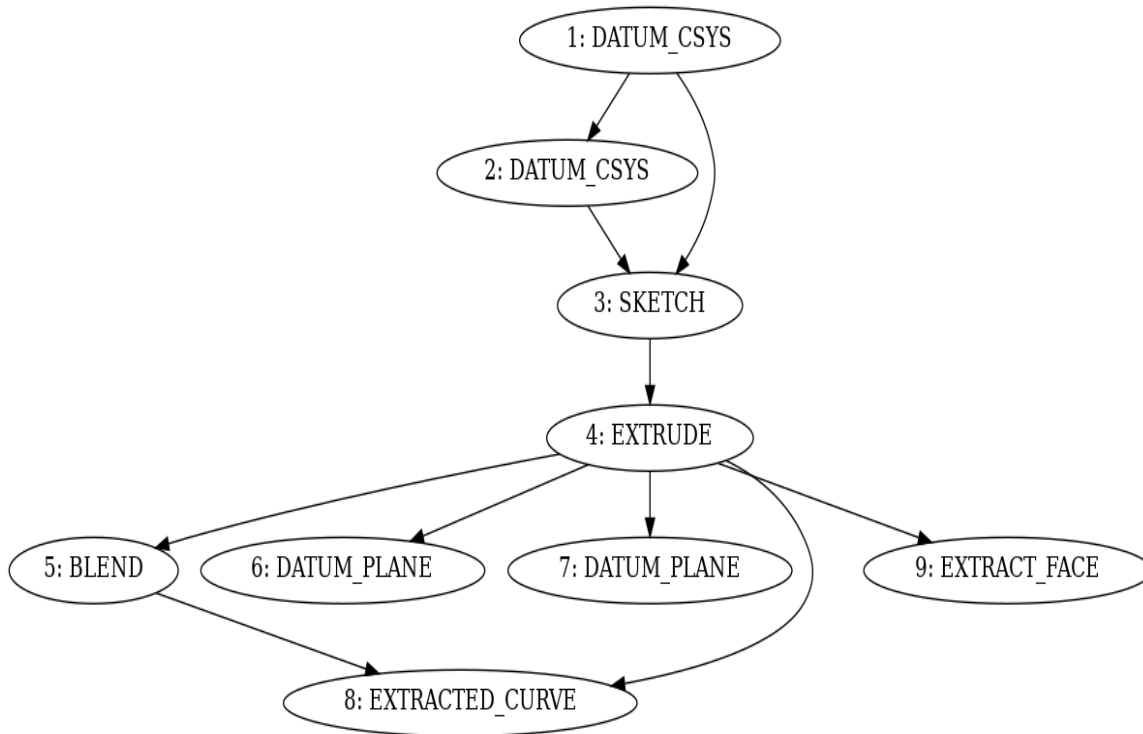 1: DATUM_CSYS
2: DATUM_CSYS
3: SKETCH
4: EXTRUDE
5: BLEND
6: DATUM_PLANE
7: DATUM_PLANE
9: EXTRACT_FACE
8: EXTRACTED_CURVE